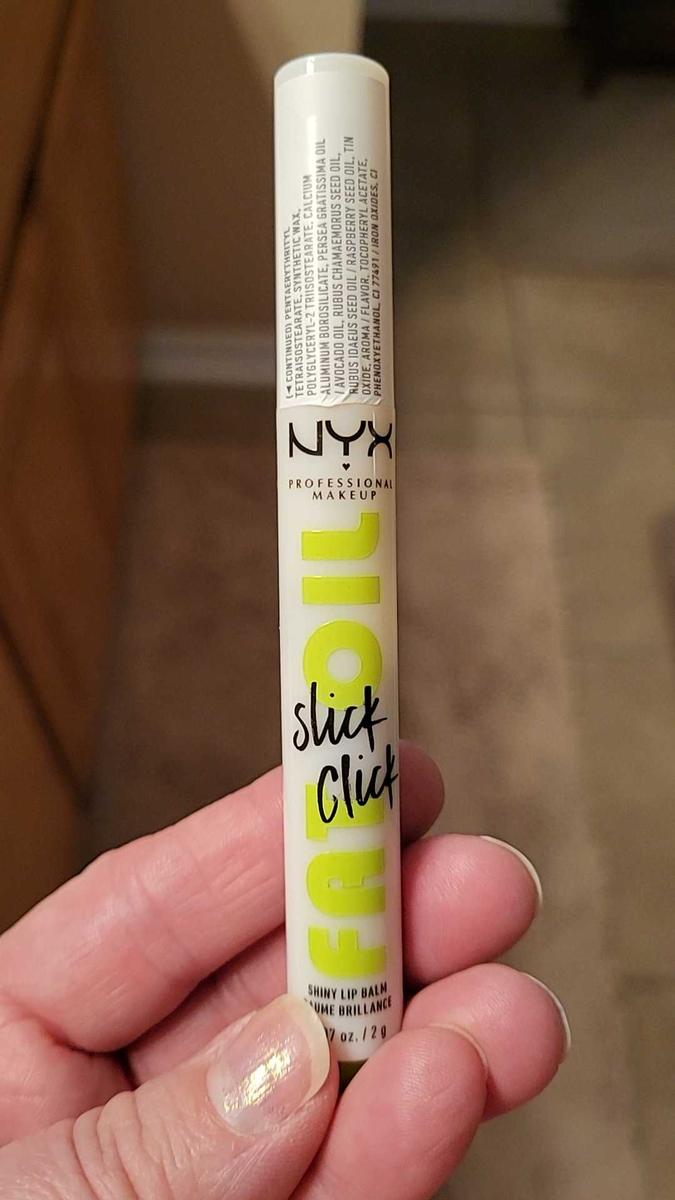 (◄ CONTINUED) PENTAERYTHRITYL
TETRAISOSTEARATE, SYNTHETIC WAX,
POLYGLYCERYL-2 TRIISOSTEARATE, CALCIUM
ALUMINUM BOROSILICATE, PERSEA GRATISSIMA OIL
/ AVOCADO OIL, RUBUS CHAMAEMORUS SEED OIL,
RUBUS IDAEUS SEED OIL / RASPBERRY SEED OIL, TIN
OXIDE, AROMA / FLAVOR, TOCOPHERYL ACETATE,
PHENOXYETHANOL, CI 77491 / IRON OXIDES, CI
NYX
PROFESSIONAL
MAKEUP
FAT OIL
slick
click
SHINY LIP BALM
BRILLANCE
oz. / 2 g